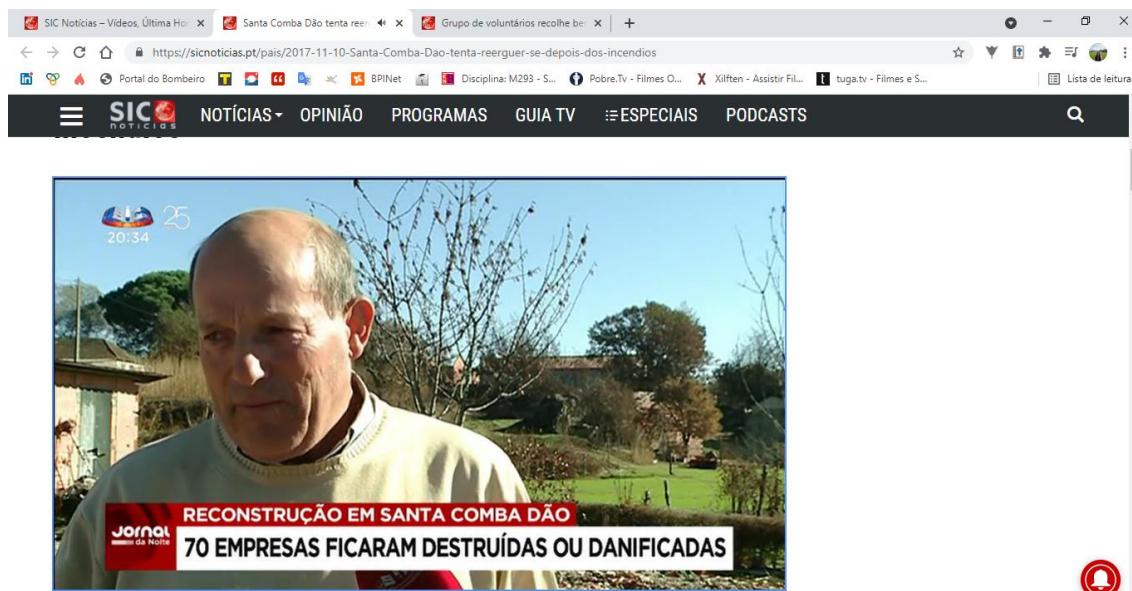 SIC Notícias – Vídeos, Última Ho
Santa Comba Dão tenta reer
Grupo de voluntários recolhe be
https://sicnoticias.pt/pais/2017-11-10-Santa-Comba-Dao-tenta-reerguer-se-depois-dos-incendios
Portal do Bombeiro
BPINet
Disciplina: M293 - S...
Pobre.Tv - Filmes O...
Xilften - Assistir Fil...
tuga.tv - Filmes e S...
Lista de leitura
SIC notícias NOTÍCIAS OPINIÃO PROGRAMAS GUIA TV ESPECIAIS PODCASTS
SIC 25
20:34
RECONSTRUÇÃO EM SANTA COMBA DÃO
Jornal da Noite
70 EMPRESAS FICARAM DESTRUÍDAS OU DANIFICADAS